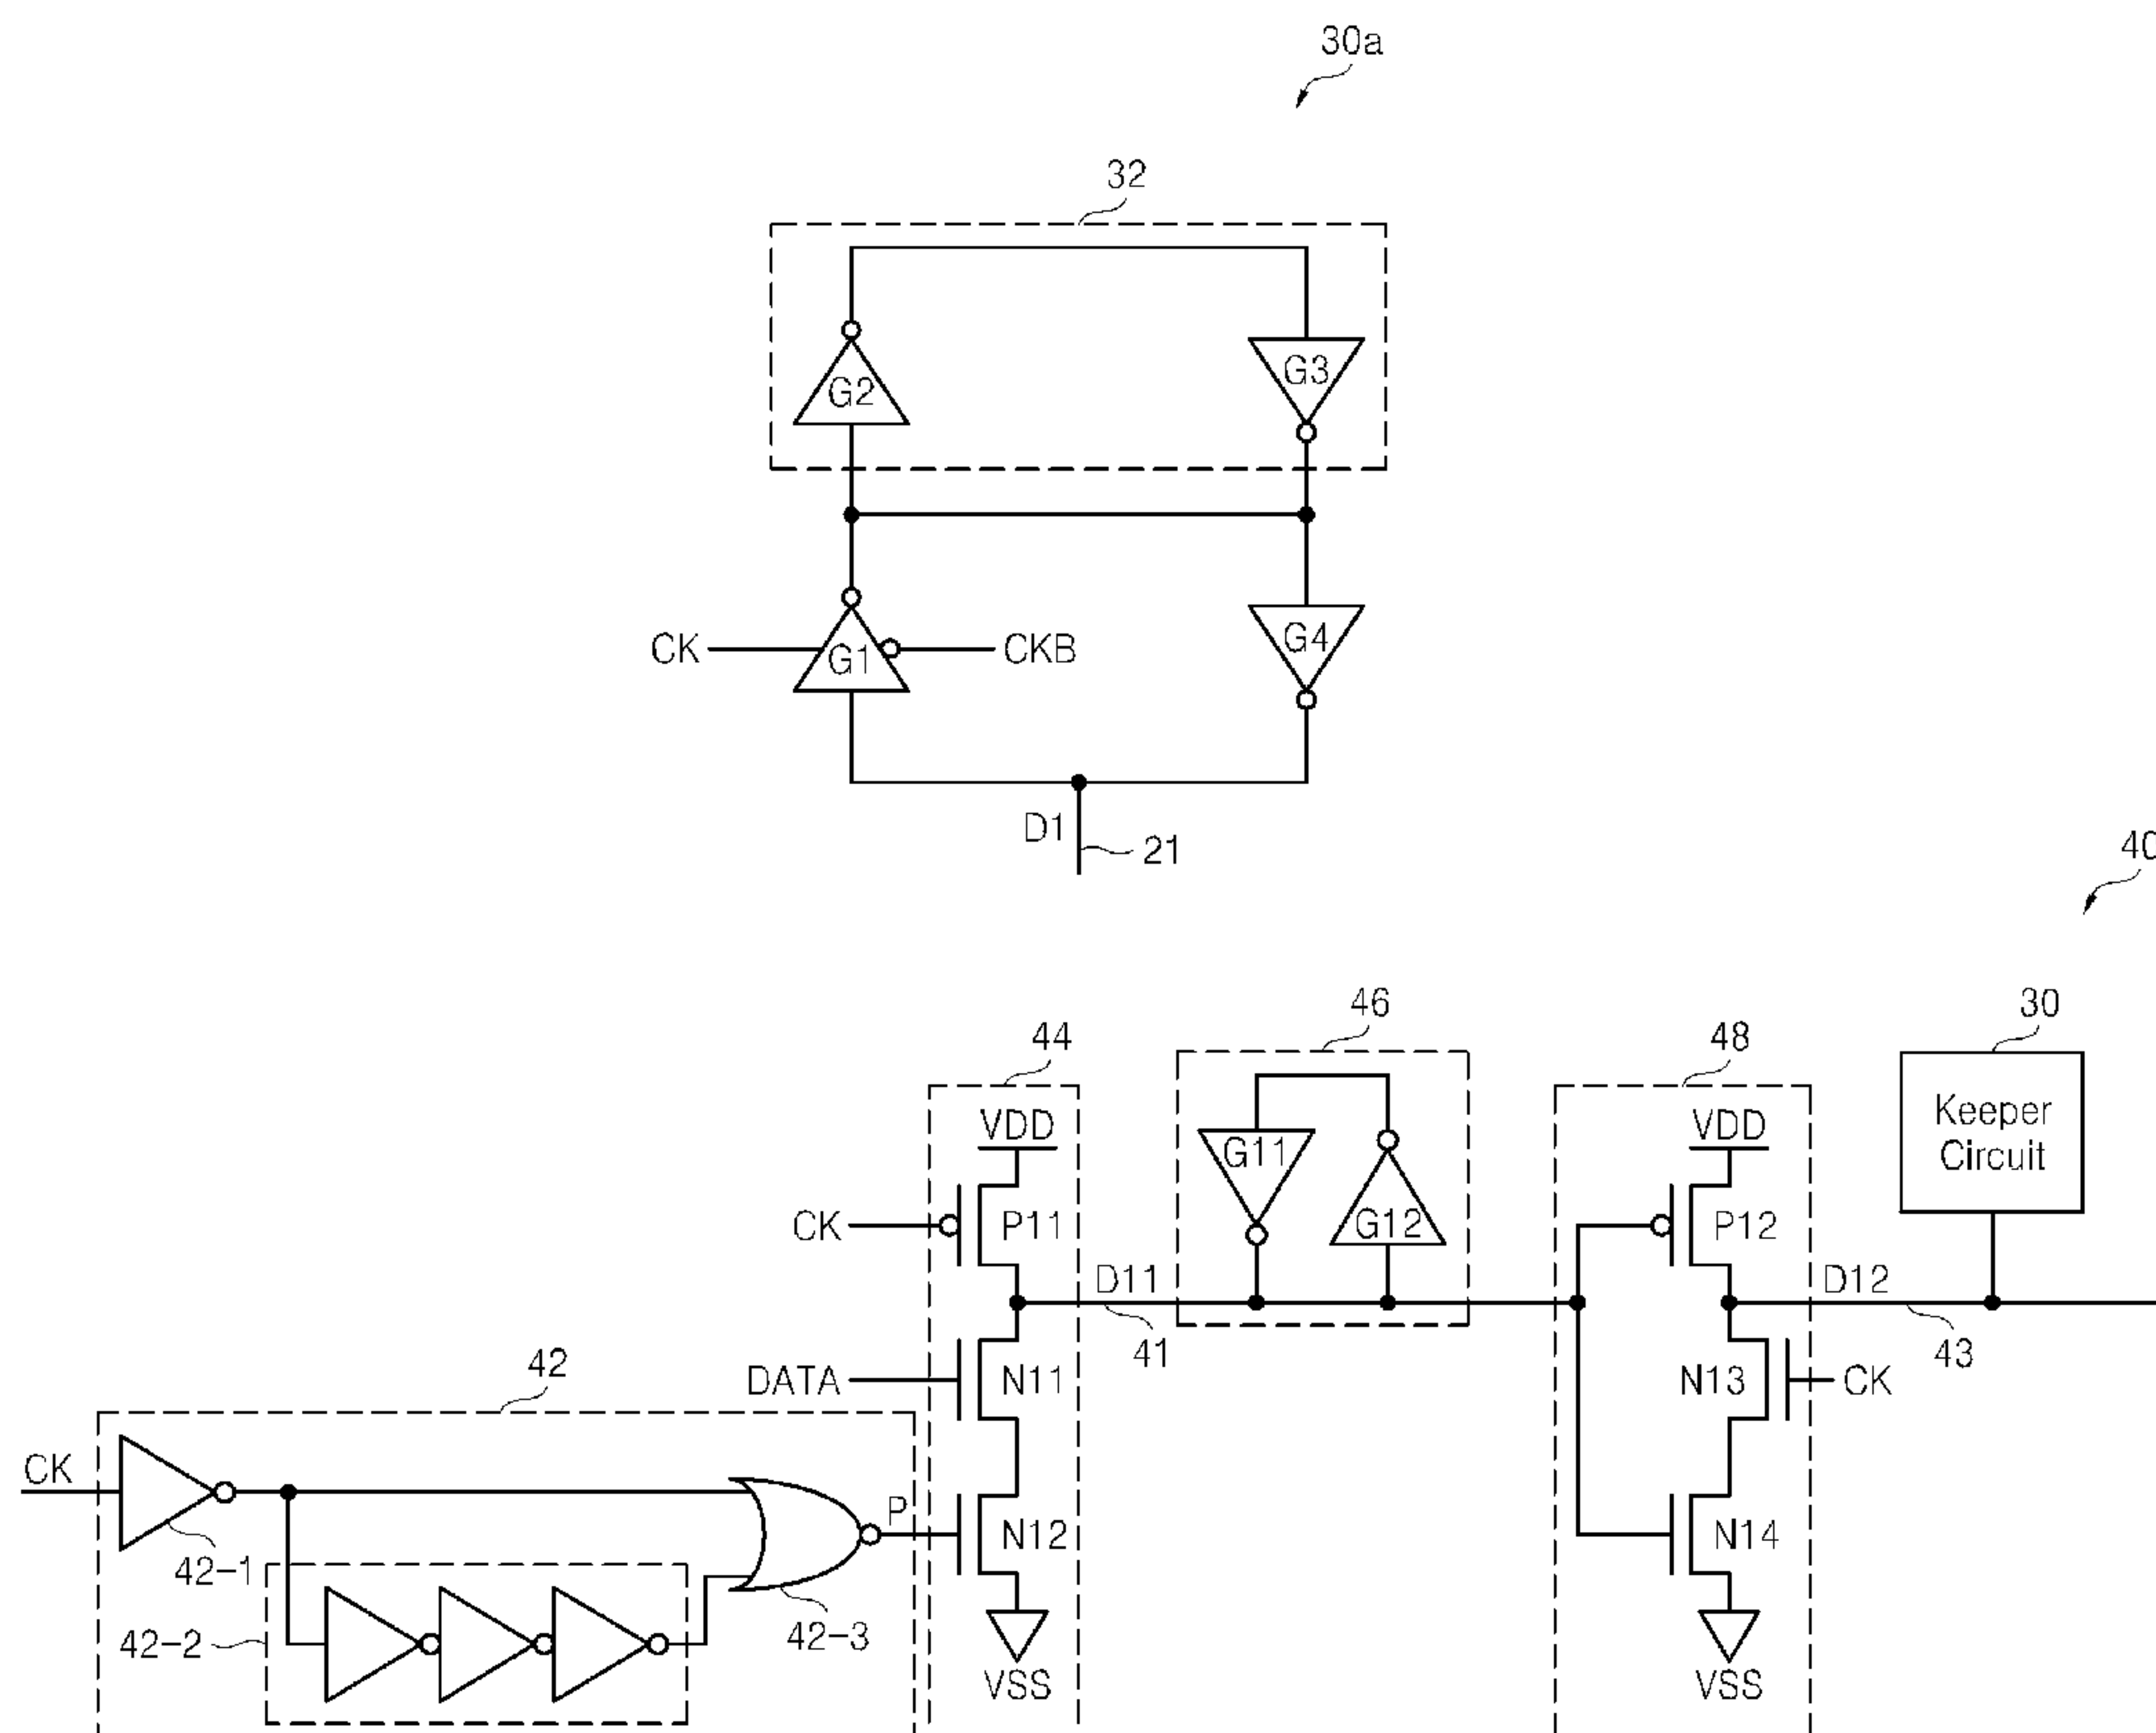 30a
32
G2
G3
CK
G1
CKB
G4
D1
21
40
46
30
44
48
VDD
VDD
Keeper
Circuit
G11
CK
P11
G12
P12
D11
D12
41
43
42
DATA
N11
N13
CK
CK
P
N12
N14
42-1
42-2
42-3
VSS
VSS